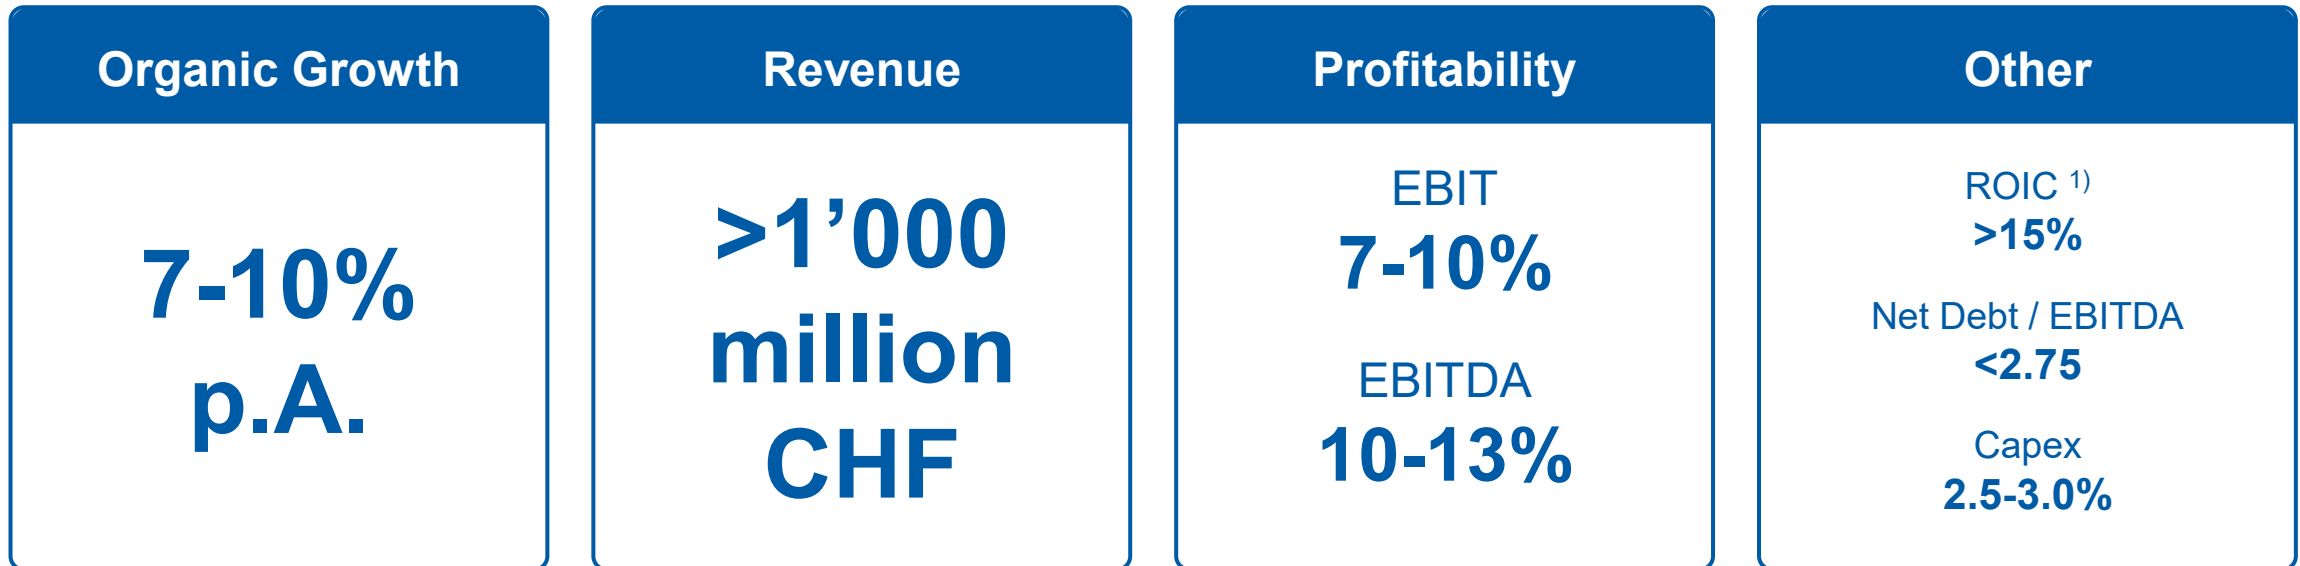 Organic Growth
7-10%
p.A.
Revenue
>1’000
million
CHF
Profitability
EBIT
7-10%
EBITDA
10-13%
Other
ROIC 1)
>15%
Net Debt / EBITDA
<2.75
Capex
2.5-3.0%